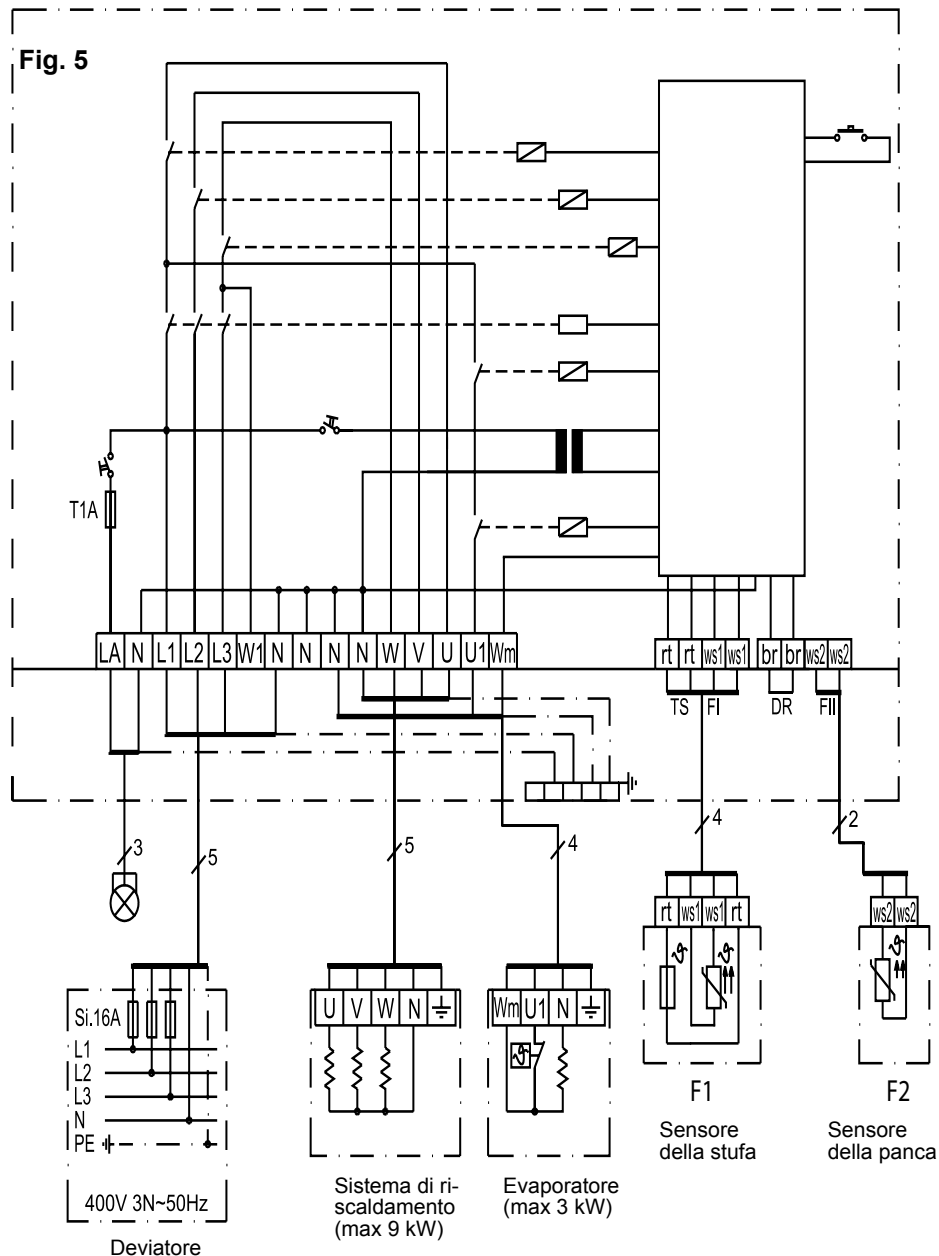 Fig. 5
T1A
LA N L1 L2 L3 W1 N N N N W V U U1 Wm
rt rt ws1 ws1 br br ws2 ws2
TS FI DR FII
3 5 5 4 4 2
rt ws1 ws1 rt
ws2 ws2
Si.16A
U V W N
Wm U1 N
L1
L2
L3
N
PE
ϑ
ϑ
ϑ
F1
F2
400V 3N~50Hz
Deviatore
Sistema di ri-
scaldamento
(max 9 kW)
Evaporatore
(max 3 kW)
Sensore
della stufa
Sensore
della panca